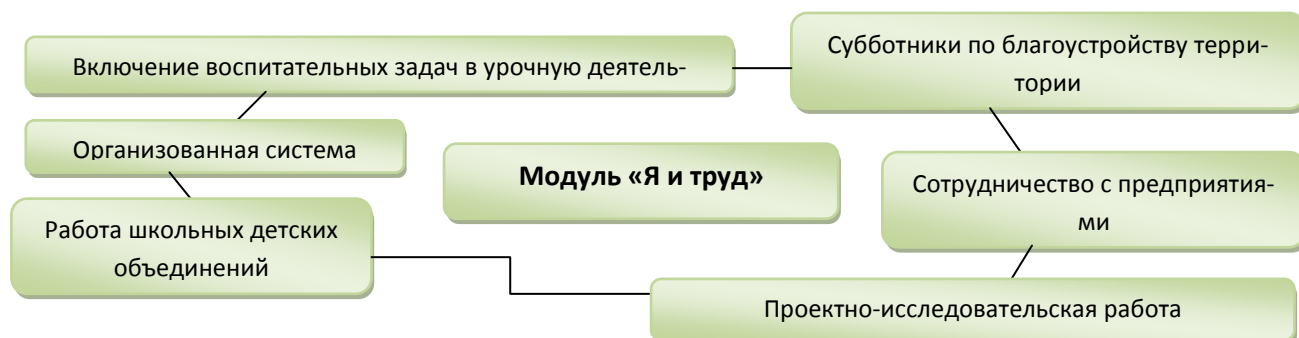 Включение воспитательных задач в урочную деятель-
Субботники по благоустройству терри-
тории
Организованная система
Модуль «Я и труд»
Сотрудничество с предприятия-
ми
Работа школьных детских
объединений
Проектно-исследовательская работа